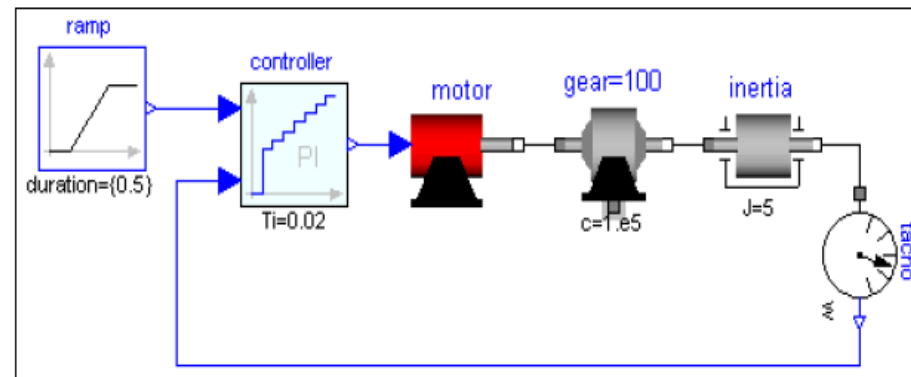 ramp
duration={0.5}
controller
PI
Ti=0.02
motor
gear=100
c=1.e5
inertia
J=5
tacho
w